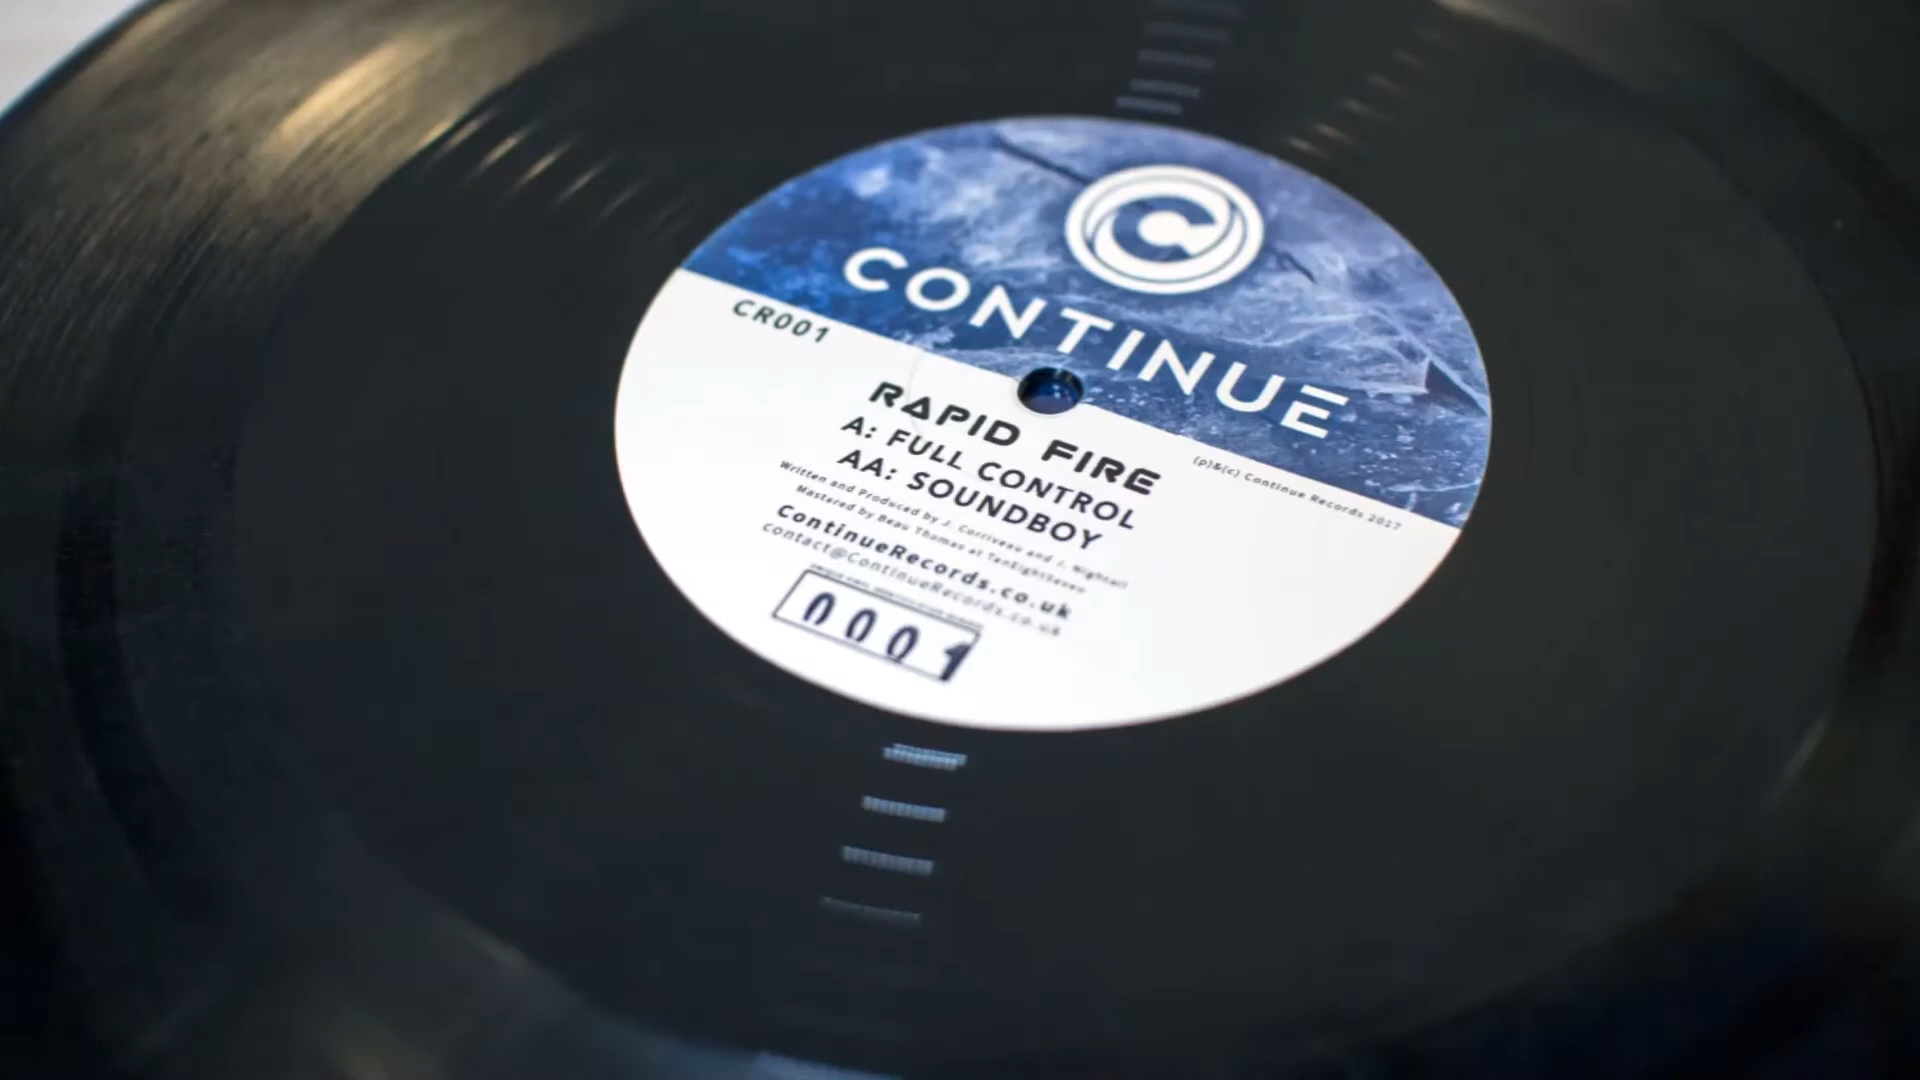 C
CONTINUE
CR001
(p)&(c) Continue Records 2017
RAPID FIRE
A: FULL CONTROL
AA: SOUNDBOY
Written and Produced by J. Corriveau and J. Nightall
Mastered by Beau Thomas at TenEightSeven
ContinueRecords.co.uk
contact@ContinueRecords.co.uk
0001